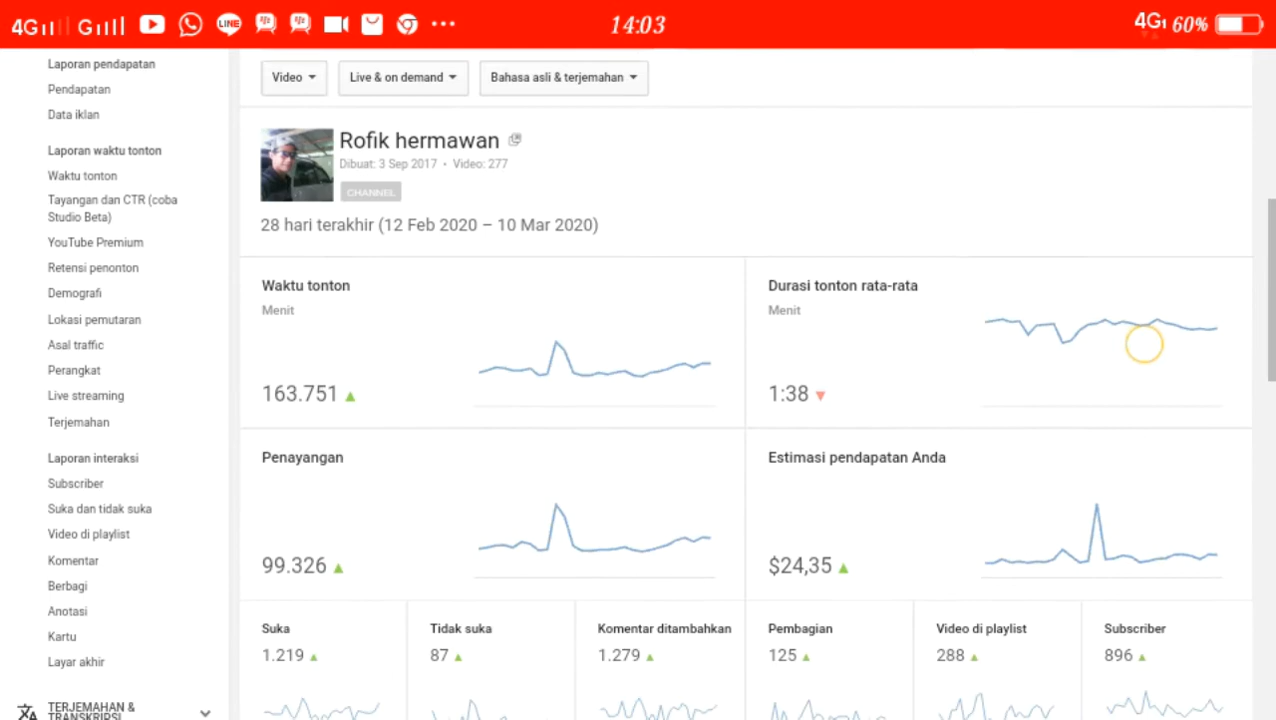 4G G LINE 14:03 4G1 60%
Laporan pendapatan
Pendapatan
Data iklan
Laporan waktu tonton
Waktu tonton
Tayangan dan CTR (coba
Studio Beta)
YouTube Premium
Retensi penonton
Demografi
Lokasi pemutaran
Asal traffic
Perangkat
Live streaming
Terjemahan
Laporan interaksi
Subscriber
Suka dan tidak suka
Video di playlist
Komentar
Berbagi
Anotasi
Kartu
Layar akhir
TERJEMAHAN &
TRANSKRIPSI
Video Live & on demand Bahasa asli & terjemahan
Rofik hermawan
Dibuat: 3 Sep 2017 • Video: 277
CHANNEL
28 hari terakhir (12 Feb 2020 – 10 Mar 2020)
Waktu tonton
Menit
163.751
Durasi tonton rata-rata
Menit
1:38
Penayangan
99.326
Estimasi pendapatan Anda
$24,35
Suka
1.219
Tidak suka
87
Komentar ditambahkan
1.279
Pembagian
125
Video di playlist
288
Subscriber
896